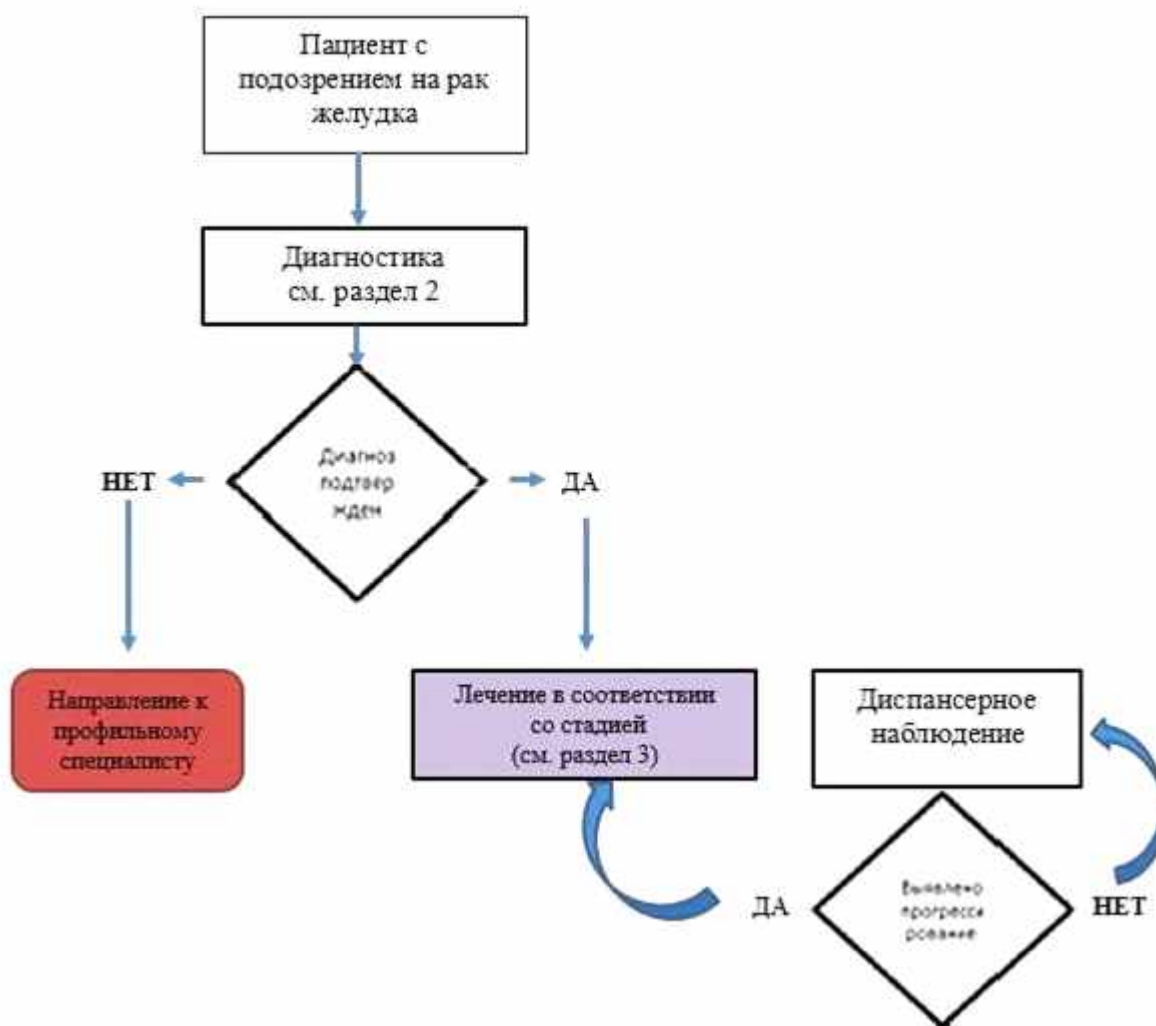 Пациент с
подозрением на рак
желудка
Диагностика
см. раздел 2
Диагноз
подтвер
жден
НЕТ
ДА
Направление к
профильному
специалисту
Лечение в соответствии
со стадией
(см. раздел 3)
Диспансерное
наблюдение
Выявлено
прогресси
рование
ДА
НЕТ